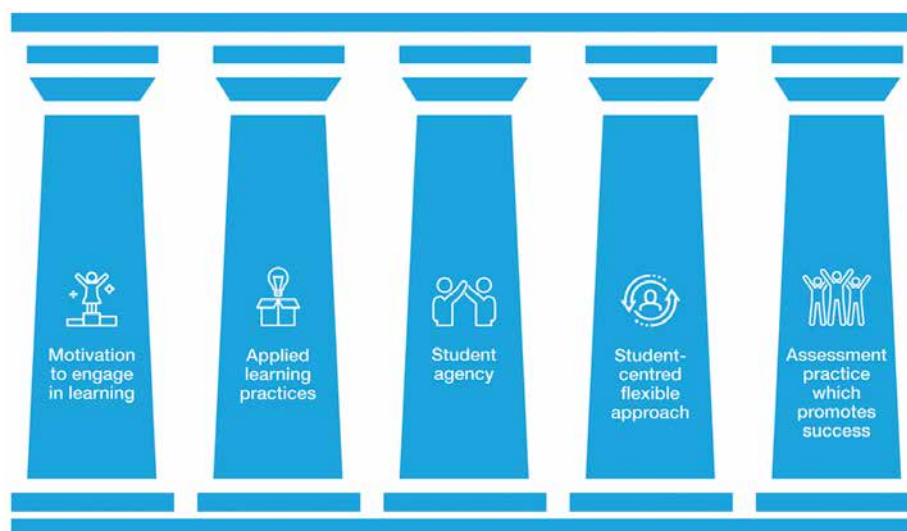 Motivation
to engage
in learning
Applied
learning
practices
Student
agency
Student-
centred
flexible
approach
Assessment
practice
which
promotes
success